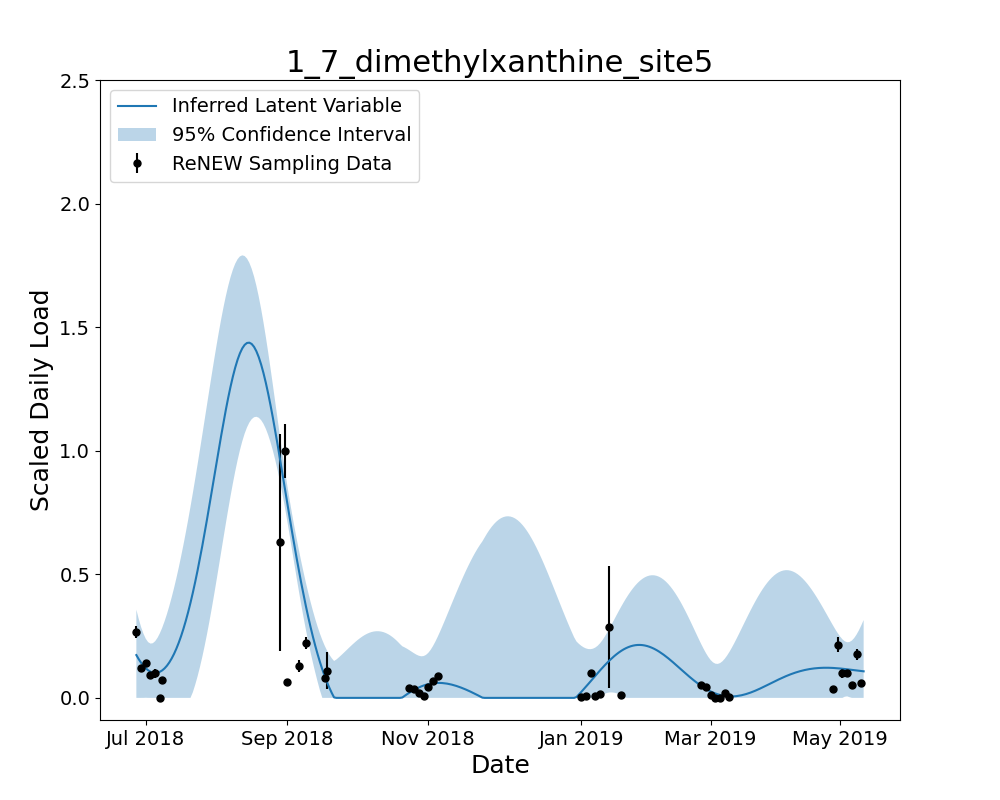 1_7_dimethylxanthine_site5
Inferred Latent Variable
95% Confidence Interval
ReNEW Sampling Data
Scaled Daily Load
2.5
2.0
1.5
1.0
0.5
0.0
Jul 2018 Sep 2018 Nov 2018 Jan 2019 Mar 2019 May 2019
Date